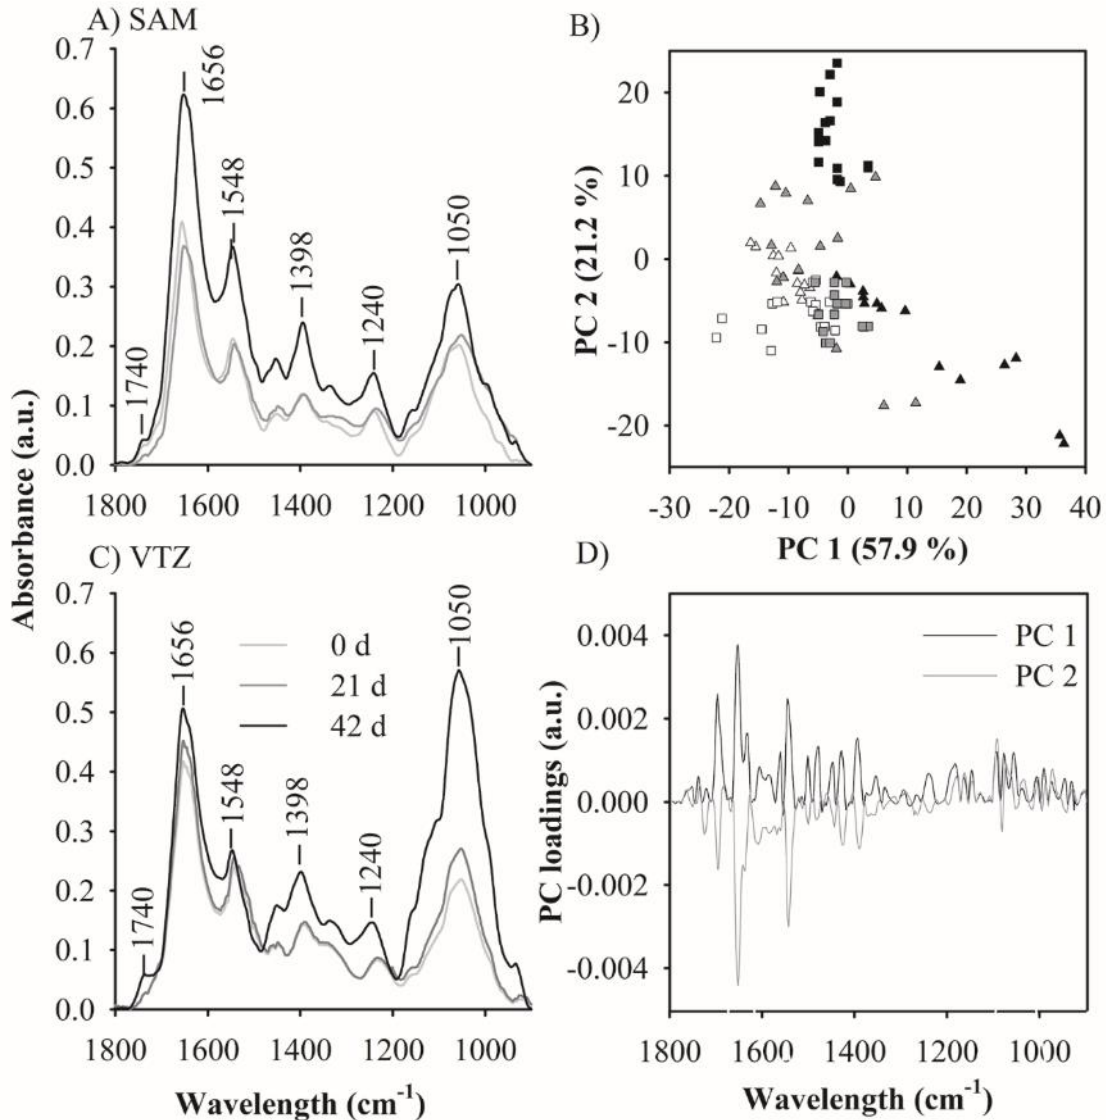 A) SAM
0.7
0.6
0.5
0.4
0.3
0.2
0.1
0.0
1740
1656
1548
1398
1240
1050
1800 1600 1400 1200 1000
B)
20
10
0
-10
-20
PC 2 (21.2 %)
-30 -20 -10 0 10 20 30 40
PC 1 (57.9 %)
Absorbance (a.u.)
C) VTZ
0.7
0.6
0.5
0.4
0.3
0.2
0.1
0.0
1740
1656
1548
1398
1240
1050
0 d
21 d
42 d
1800 1600 1400 1200 1000
Wavelength (cm-1)
D)
0.004
0.002
0.000
-0.002
-0.004
PC loadings (a.u.)
PC 1
PC 2
1800 1600 1400 1200 1000
Wavelength (cm-1)